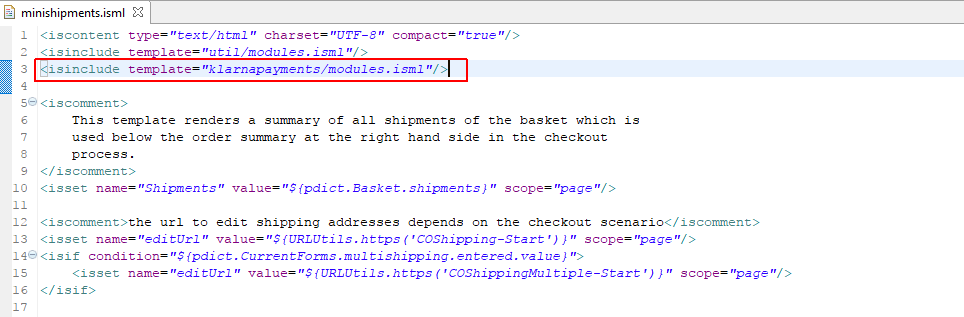 minishipments.isml
1 <iscontent type="text/html" charset="UTF-8" compact="true"/>
2 <isinclude template="util/modules.isml"/>
3 <isinclude template="klarnapayments/modules.isml"/>
4
5 <iscomment>
6     This template renders a summary of all shipments of the basket which is
7     used below the order summary at the right hand side in the checkout
8     process.
9 </iscomment>
10 <isset name="Shipments" value="${pdict.Basket.shipments}" scope="page"/>
11
12 <iscomment>the url to edit shipping addresses depends on the checkout scenario</iscomment>
13 <isset name="editUrl" value="${URLUtils.https('COShipping-Start')}" scope="page"/>
14 <isif condition="${pdict.CurrentForms.multishipping.entered.value}">
15     <isset name="editUrl" value="${URLUtils.https('COShippingMultiple-Start')}" scope="page"/>
16 </isif>
17